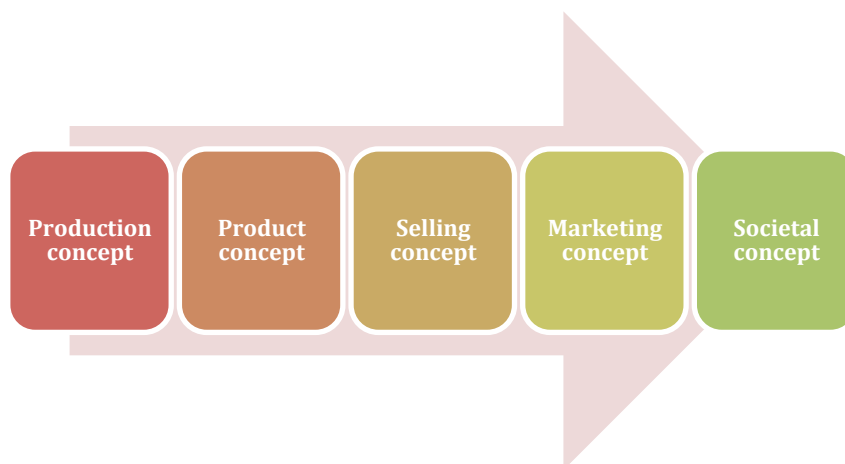 Production
concept
Product
concept
Selling
concept
Marketing
concept
Societal
concept